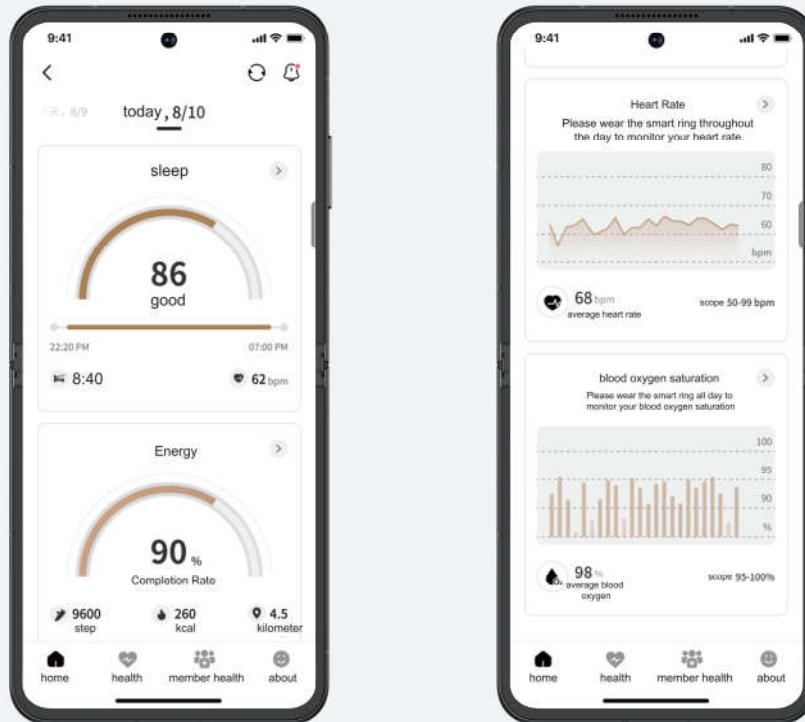 9:41
8/9
today, 8/10
sleep
86
good
22:20 PM
07:00 PM
8:40
62 bpm
Energy
90 %
Completion Rate
9600
step
260
kcal
4.5
kilometer
home
health
member health
about
9:41
Heart Rate
Please wear the smart ring throughout
the day to monitor your heart rate.
80
70
60
bpm
68 bpm
average heart rate
scope 50-99 bpm
blood oxygen saturation
Please wear the smart ring all day to
monitor your blood oxygen saturation
100
95
90
%
98 %
average blood
oxygen
scope 95-100%
home
health
member health
about